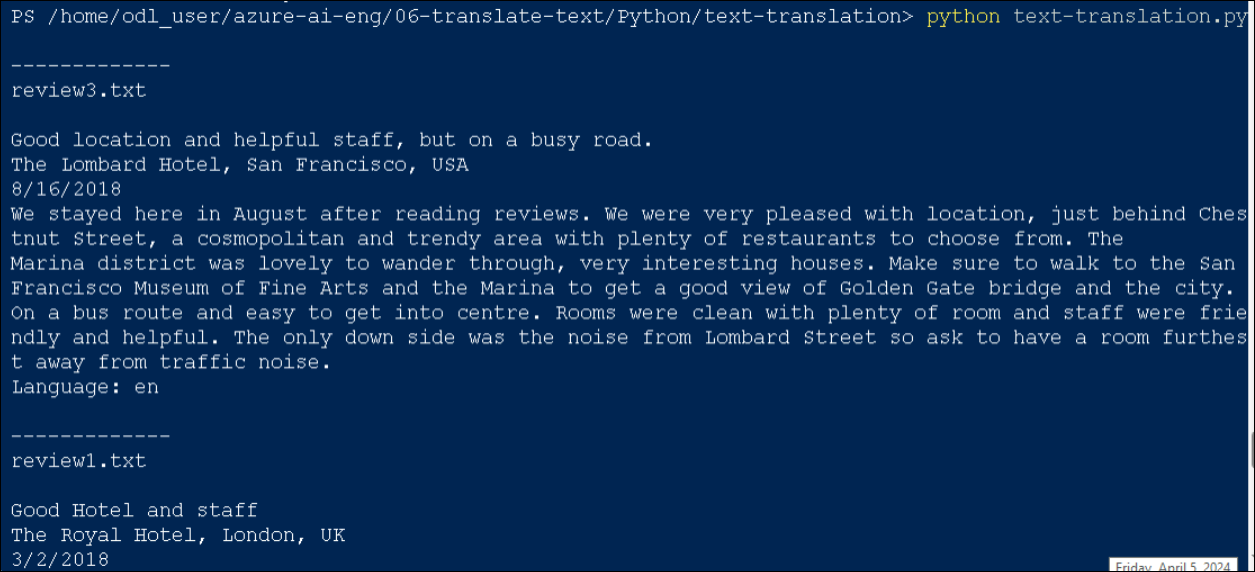 PS /home/odl_user/azure-ai-eng/06-translate-text/Python/text-translation> python text-translation.py
-------------
review3.txt
Good location and helpful staff, but on a busy road.
The Lombard Hotel, San Francisco, USA
8/16/2018
We stayed here in August after reading reviews. We were very pleased with location, just behind Ches
tnut Street, a cosmopolitan and trendy area with plenty of restaurants to choose from. The
Marina district was lovely to wander through, very interesting houses. Make sure to walk to the San
Francisco Museum of Fine Arts and the Marina to get a good view of Golden Gate bridge and the city.
On a bus route and easy to get into centre. Rooms were clean with plenty of room and staff were frie
ndly and helpful. The only down side was the noise from Lombard Street so ask to have a room furthes
t away from traffic noise.
Language: en
-------------
review1.txt
Good Hotel and staff
The Royal Hotel, London, UK
3/2/2018
Friday, April 5, 2024